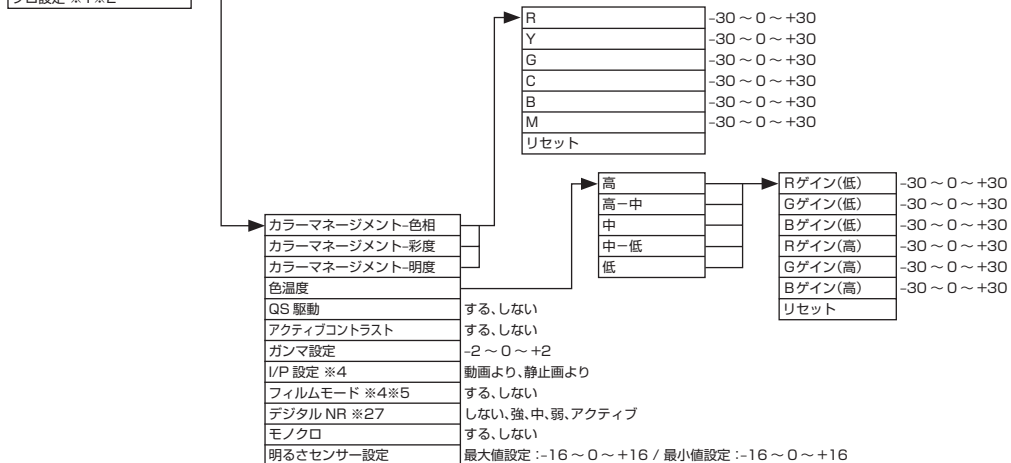 プロ設定 ※1※2
R -30 ～ 0 ～ +30
Y -30 ～ 0 ～ +30
G -30 ～ 0 ～ +30
C -30 ～ 0 ～ +30
B -30 ～ 0 ～ +30
M -30 ～ 0 ～ +30
リセット
高
高－中
中
中－低
低
Rゲイン(低) -30 ～ 0 ～ +30
Gゲイン(低) -30 ～ 0 ～ +30
Bゲイン(低) -30 ～ 0 ～ +30
Rゲイン(高) -30 ～ 0 ～ +30
Gゲイン(高) -30 ～ 0 ～ +30
Bゲイン(高) -30 ～ 0 ～ +30
リセット
カラーマネージメント-色相
カラーマネージメント-彩度
カラーマネージメント-明度
色温度
QS 駆動 する、しない
アクティブコントラスト する、しない
ガンマ設定 -2 ～ 0 ～ +2
I/P 設定 ※4 動画より、静止画より
フィルムモード ※4※5 する、しない
デジタル NR ※27 しない、強、中、弱、アクティブ
モノクロ する、しない
明るさセンサー設定 最大値設定 :-16 ～ 0 ～ +16 / 最小値設定 :-16 ～ 0 ～ +16